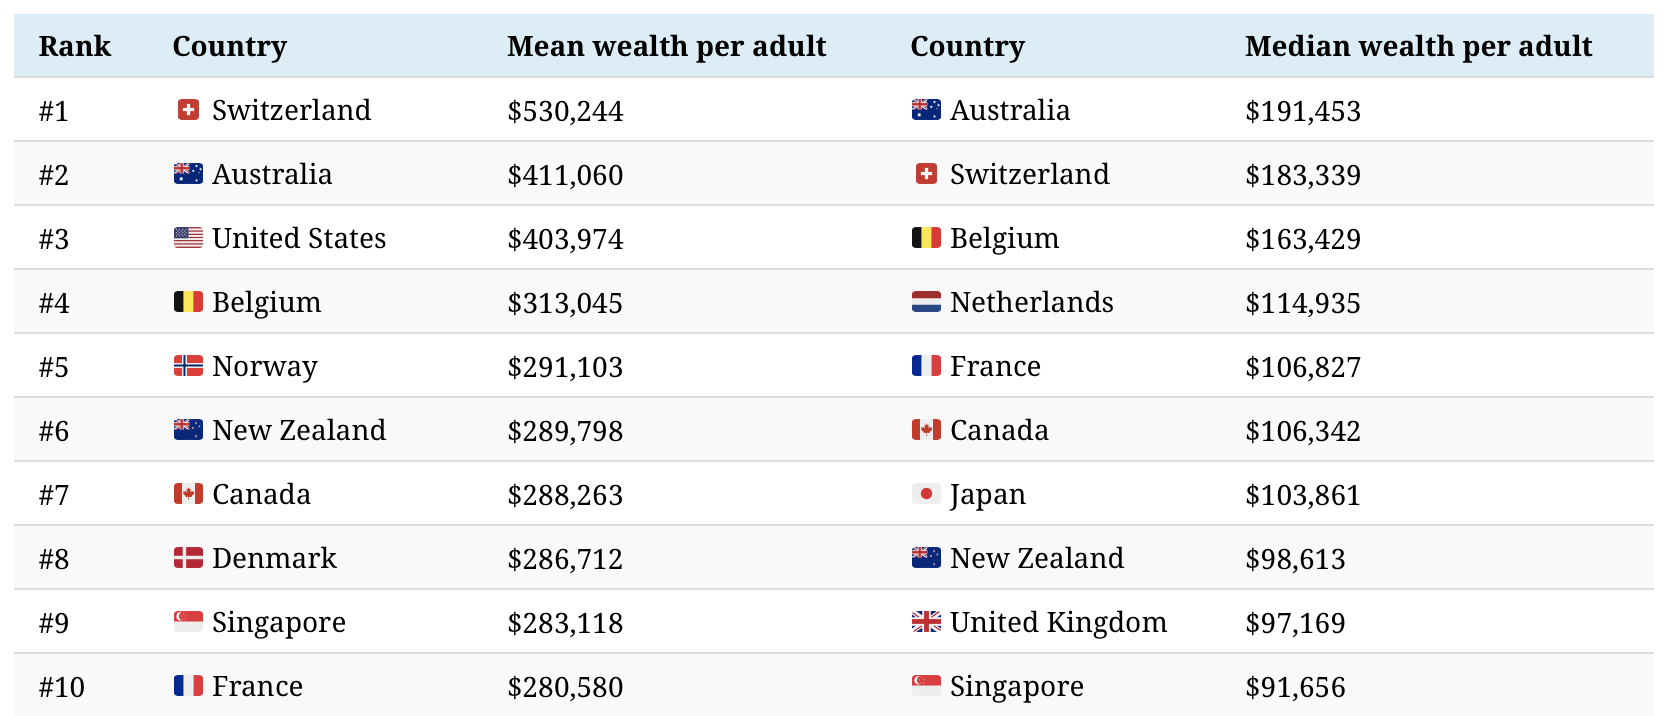 Rank Country Mean wealth per adult Country Median wealth per adult
#1 Switzerland $530,244 Australia $191,453
#2 Australia $411,060 Switzerland $183,339
#3 United States $403,974 Belgium $163,429
#4 Belgium $313,045 Netherlands $114,935
#5 Norway $291,103 France $106,827
#6 New Zealand $289,798 Canada $106,342
#7 Canada $288,263 Japan $103,861
#8 Denmark $286,712 New Zealand $98,613
#9 Singapore $283,118 United Kingdom $97,169
#10 France $280,580 Singapore $91,656